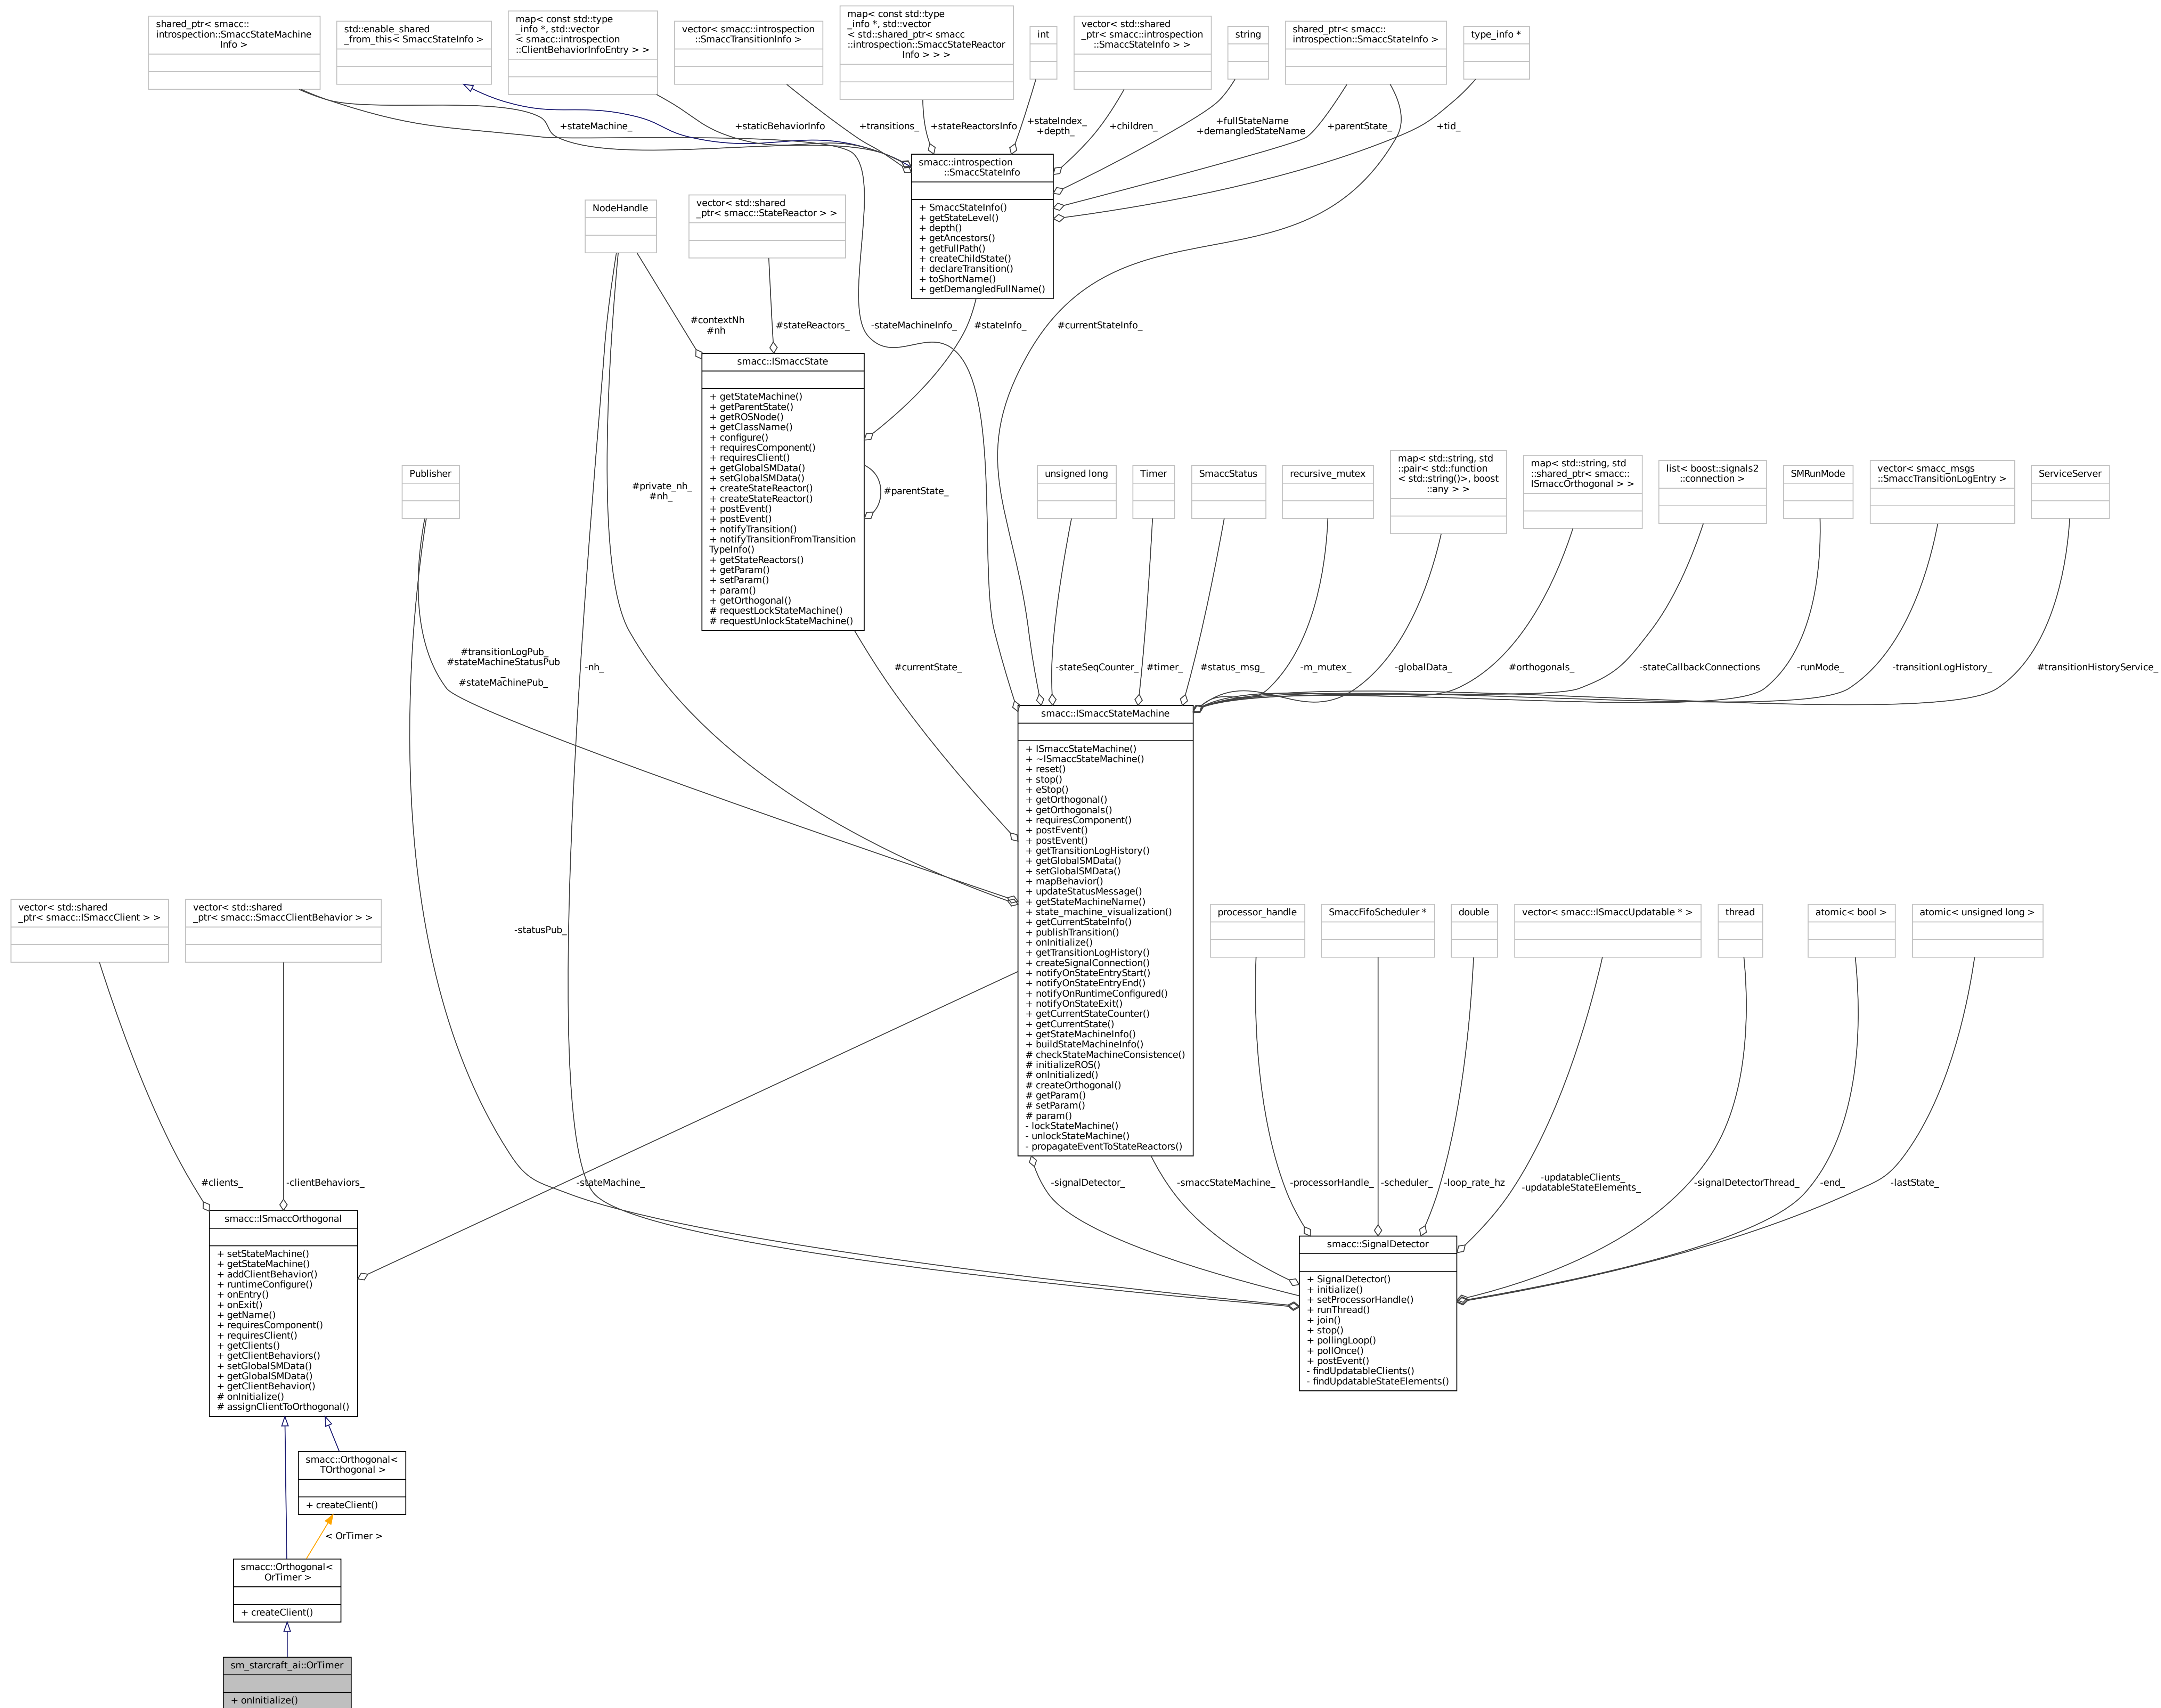 shared_ptr< smacc::
introspection::SmaccStateMachine
Info >
std::enable_shared
_from_this< SmaccStateInfo >
map< const std::type
_info *, std::vector
< smacc::introspection
::ClientBehaviorInfoEntry > >
vector< smacc::introspection
::SmaccTransitionInfo >
map< const std::type
_info *, std::vector
< std::shared_ptr< smacc
::introspection::SmaccStateReactor
Info > > >
int
vector< std::shared
_ptr< smacc::introspection
::SmaccStateInfo > >
string
shared_ptr< smacc::
introspection::SmaccStateInfo >
type_info *
+stateMachine_
+staticBehaviorInfo
+transitions_
+stateReactorsInfo
+stateIndex_
+depth_
+children_
+fullStateName
+demangledStateName
+parentState_
+tid_
smacc::introspection
::SmaccStateInfo
+ SmaccStateInfo()
+ getStateLevel()
+ depth()
+ getAncestors()
+ getFullPath()
+ createChildState()
+ declareTransition()
+ toShortName()
+ getDemangledFullName()
NodeHandle
vector< std::shared
_ptr< smacc::StateReactor > >
#contextNh
#nh
#stateReactors_
-stateMachineInfo_
#stateInfo_
#currentStateInfo_
smacc::ISmaccState
+ getStateMachine()
+ getParentState()
+ getROSNode()
+ getClassName()
+ configure()
+ requiresComponent()
+ requiresClient()
+ getGlobalSMData()
+ setGlobalSMData()
+ createStateReactor()
+ createStateReactor()
+ postEvent()
+ postEvent()
+ notifyTransition()
+ notifyTransitionFromTransition
TypeInfo()
+ getStateReactors()
+ getParam()
+ setParam()
+ param()
+ getOrthogonal()
# requestLockStateMachine()
# requestUnlockStateMachine()
#parentState_
Publisher
#private_nh_
#nh_
unsigned long
Timer
SmaccStatus
recursive_mutex
map< std::string, std
::pair< std::function
< std::string()>, boost
::any > >
map< std::string, std
::shared_ptr< smacc::
ISmaccOrthogonal > >
list< boost::signals2
::connection >
SMRunMode
vector< smacc_msgs
::SmaccTransitionLogEntry >
ServiceServer
#transitionLogPub_
#stateMachineStatusPub
_
#stateMachinePub_
-nh_
#currentState_
-stateSeqCounter_
#timer_
#status_msg_
-m_mutex_
-globalData_
#orthogonals_
-stateCallbackConnections
-runMode_
-transitionLogHistory_
#transitionHistoryService_
smacc::ISmaccStateMachine
+ ISmaccStateMachine()
+ ~ISmaccStateMachine()
+ reset()
+ stop()
+ eStop()
+ getOrthogonal()
+ getOrthogonals()
+ requiresComponent()
+ postEvent()
+ postEvent()
+ getTransitionLogHistory()
+ getGlobalSMData()
+ setGlobalSMData()
+ mapBehavior()
+ updateStatusMessage()
+ getStateMachineName()
+ state_machine_visualization()
+ getCurrentStateInfo()
+ publishTransition()
+ onInitialize()
+ getTransitionLogHistory()
+ createSignalConnection()
+ notifyOnStateEntryStart()
+ notifyOnStateEntryEnd()
+ notifyOnRuntimeConfigured()
+ notifyOnStateExit()
+ getCurrentStateCounter()
+ getCurrentState()
+ getStateMachineInfo()
+ buildStateMachineInfo()
# checkStateMachineConsistence()
# initializeROS()
# onInitialized()
# createOrthogonal()
# getParam()
# setParam()
# param()
- lockStateMachine()
- unlockStateMachine()
- propagateEventToStateReactors()
vector< std::shared
_ptr< smacc::ISmaccClient > >
vector< std::shared
_ptr< smacc::SmaccClientBehavior > >
-statusPub_
processor_handle
SmaccFifoScheduler *
double
vector< smacc::ISmaccUpdatable * >
thread
atomic< bool >
atomic< unsigned long >
#clients_
-clientBehaviors_
-stateMachine_
-signalDetector_
-smaccStateMachine_
-processorHandle_
-scheduler_
-loop_rate_hz
-updatableClients_
-updatableStateElements_
-signalDetectorThread_
-end_
-lastState_
smacc::ISmaccOrthogonal
+ setStateMachine()
+ getStateMachine()
+ addClientBehavior()
+ runtimeConfigure()
+ onEntry()
+ onExit()
+ getName()
+ requiresComponent()
+ requiresClient()
+ getClients()
+ getClientBehaviors()
+ setGlobalSMData()
+ getGlobalSMData()
+ getClientBehavior()
# onInitialize()
# assignClientToOrthogonal()
smacc::SignalDetector
+ SignalDetector()
+ initialize()
+ setProcessorHandle()
+ runThread()
+ join()
+ stop()
+ pollingLoop()
+ pollOnce()
+ postEvent()
- findUpdatableClients()
- findUpdatableStateElements()
smacc::Orthogonal<
TOrthogonal >
+ createClient()
< OrTimer >
smacc::Orthogonal<
OrTimer >
+ createClient()
sm_starcraft_ai::OrTimer
+ onInitialize()